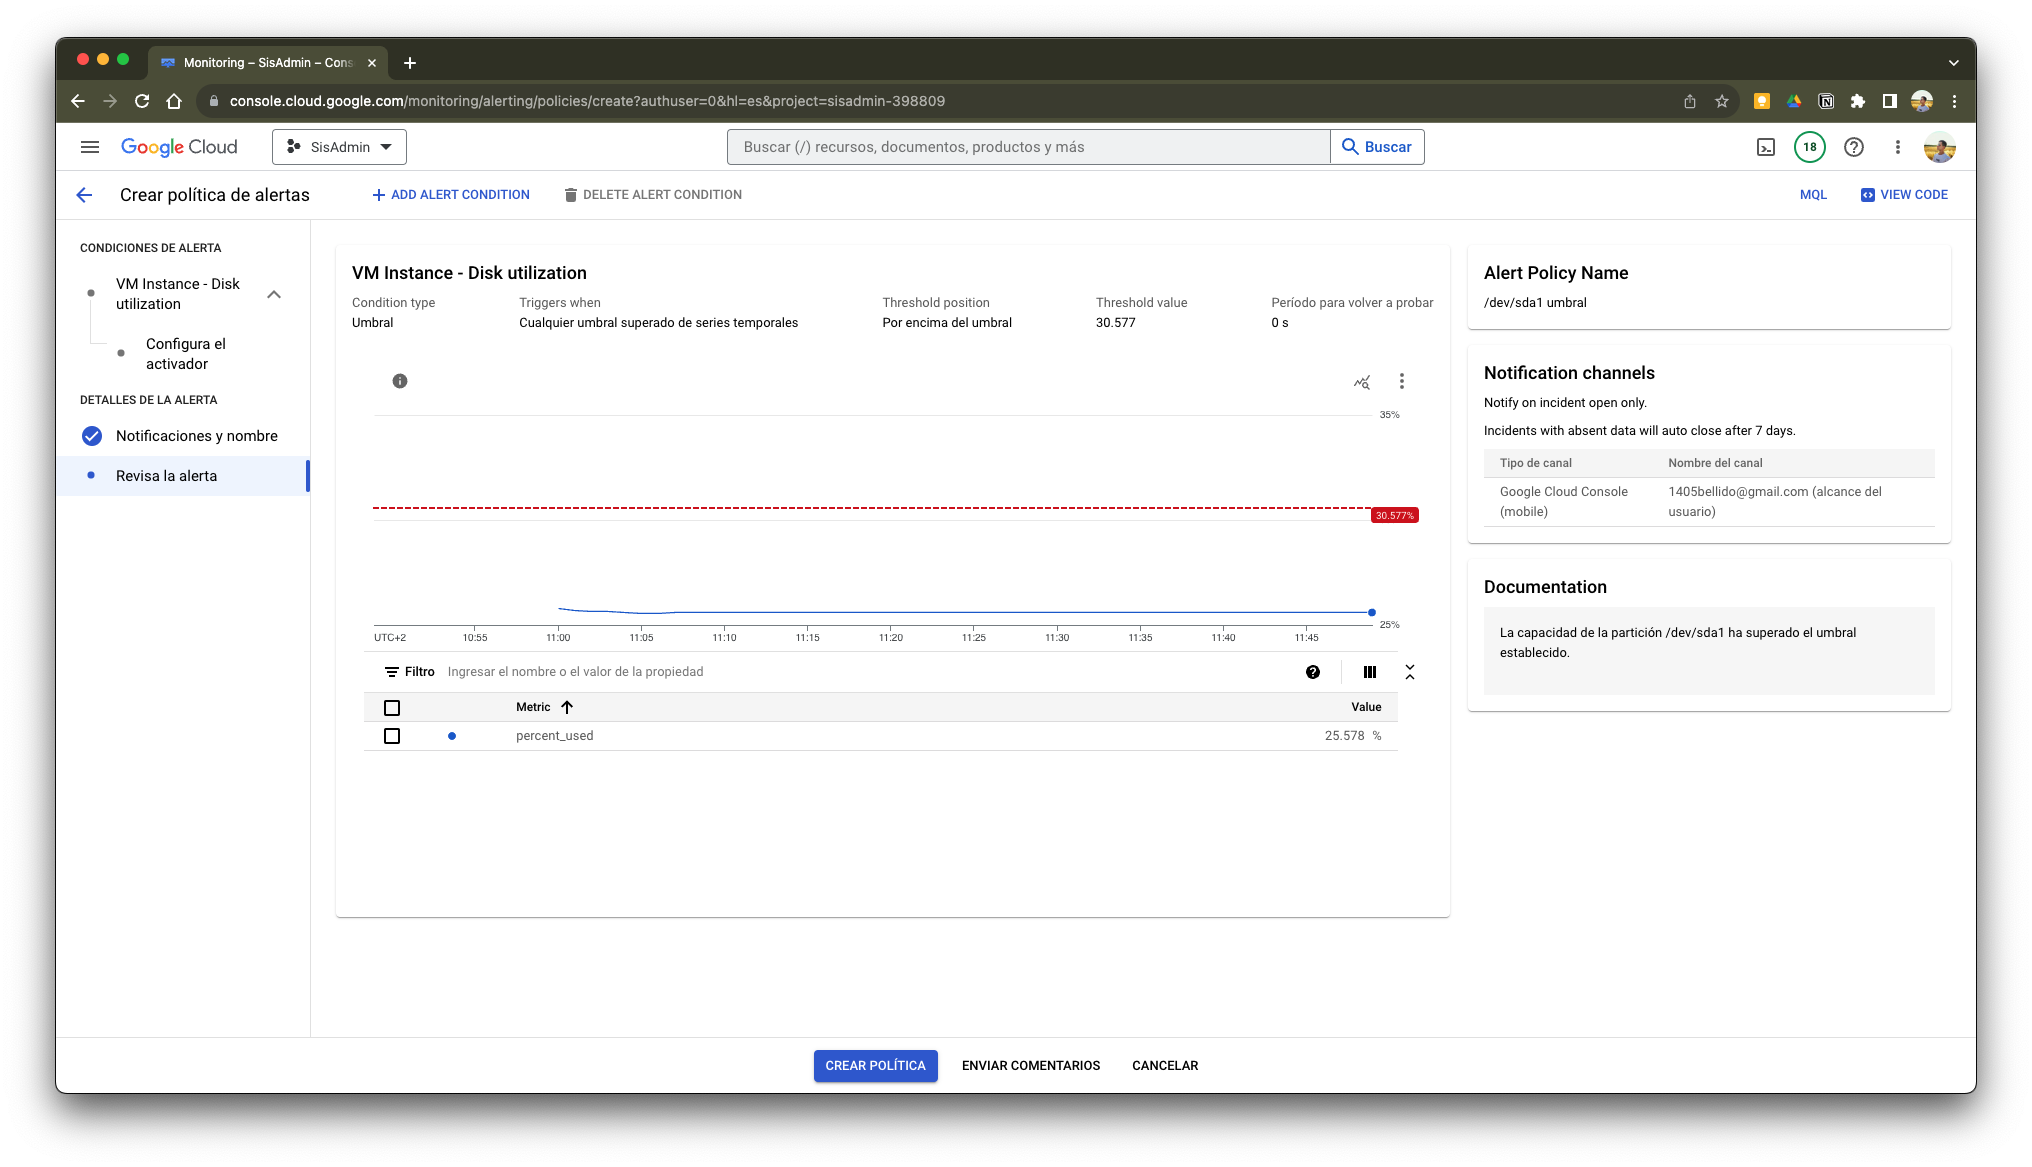 Monitoring – SisAdmin – Cons
console.cloud.google.com/monitoring/alerting/policies/create?authuser=0&hl=es&project=sisadmin-398809
Google Cloud
SisAdmin
Buscar (/) recursos, documentos, productos y más
Buscar
18
Crear política de alertas
ADD ALERT CONDITION
DELETE ALERT CONDITION
MQL
VIEW CODE
CONDICIONES DE ALERTA
VM Instance - Disk
utilization
Configura el
activador
DETALLES DE LA ALERTA
Notificaciones y nombre
Revisa la alerta
VM Instance - Disk utilization
Condition type
Umbral
Triggers when
Cualquier umbral superado de series temporales
Threshold position
Por encima del umbral
Threshold value
30.577
Período para volver a probar
0 s
35%
30.577%
25%
UTC+2 10:55 11:00 11:05 11:10 11:15 11:20 11:25 11:30 11:35 11:40 11:45
Filtro Ingresar el nombre o el valor de la propiedad
Metric Value
percent_used 25.578 %
Alert Policy Name
/dev/sda1 umbral
Notification channels
Notify on incident open only.
Incidents with absent data will auto close after 7 days.
Tipo de canal Nombre del canal
Google Cloud Console 1405bellido@gmail.com (alcance del
(mobile) usuario)
Documentation
La capacidad de la partición /dev/sda1 ha superado el umbral
establecido.
CREAR POLÍTICA
ENVIAR COMENTARIOS
CANCELAR